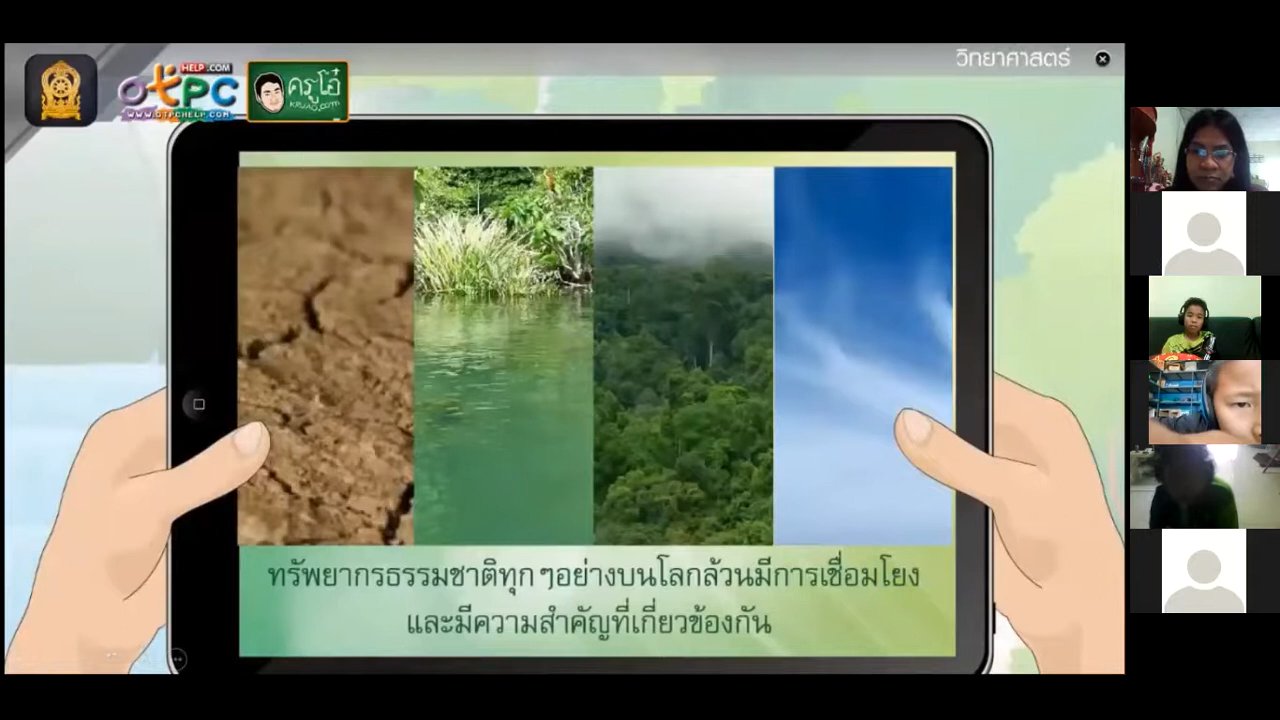 วิทยาศาสตร์
HELP.COM
OTPC
WWW.OTPCHELP.COM
ครูโอ๋
KRUAO.com
ทรัพยากรธรรมชาติทุกๆอย่างบนโลกล้วนมีการเชื่อมโยง
และมีความสำคัญที่เกี่ยวข้องกัน